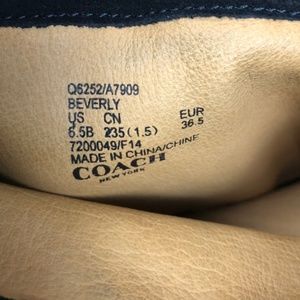 Q6252/A7909
BEVERLY
US CN EUR
6.5B 235(1.5) 36.5
7200049/F14
MADE IN CHINA/CHINE
COACH
NEW YORK